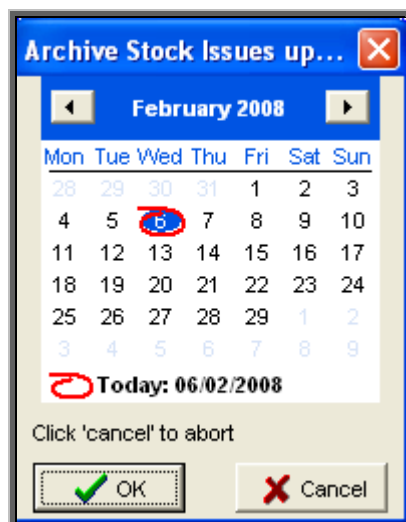 Archive Stock Issues up...
February 2008
Mon Tue Wed Thu Fri Sat Sun
28 29 30 31 1 2 3
4 5 6 7 8 9 10
11 12 13 14 15 16 17
18 19 20 21 22 23 24
25 26 27 28 29 1 2
3 4 5 6 7 8 9
Today: 06/02/2008
Click 'cancel' to abort
OK Cancel